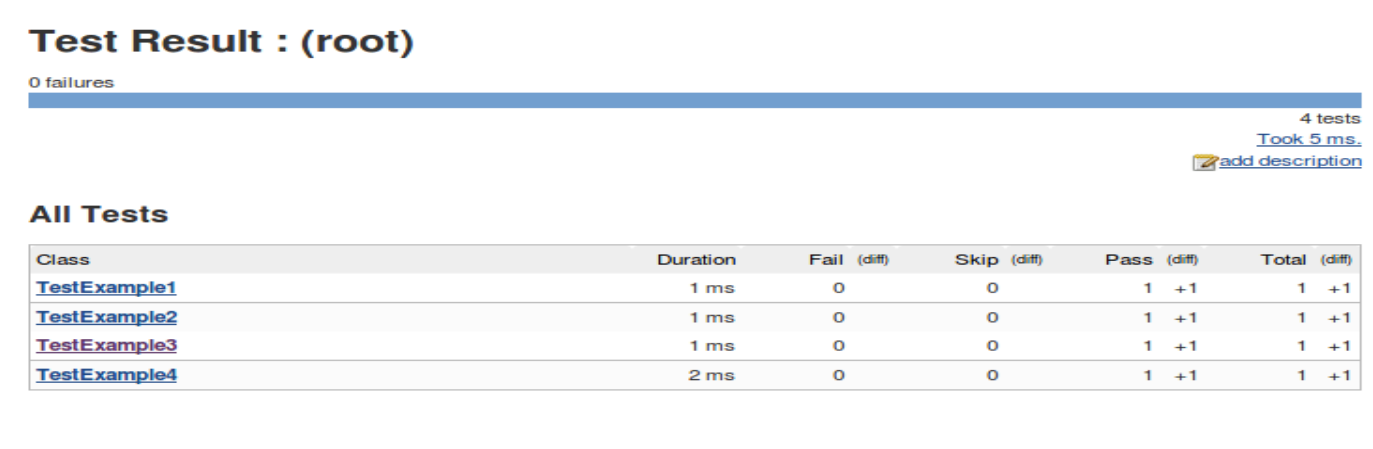 Test Result : (root)
0 failures
4 tests
Took 5 ms.
add description
All Tests
Class Duration Fail (diff) Skip (diff) Pass (diff) Total (diff)
TestExample1 1 ms 0 0 1 +1 1 +1
TestExample2 1 ms 0 0 1 +1 1 +1
TestExample3 1 ms 0 0 1 +1 1 +1
TestExample4 2 ms 0 0 1 +1 1 +1